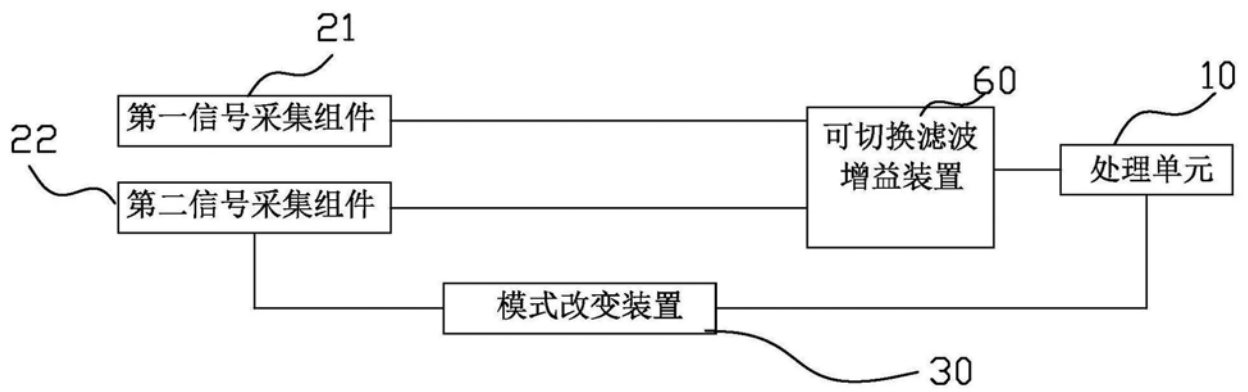 21
第一信号采集组件
22
第二信号采集组件
60
可切换滤波
增益装置
10
处理单元
模式改变装置
30